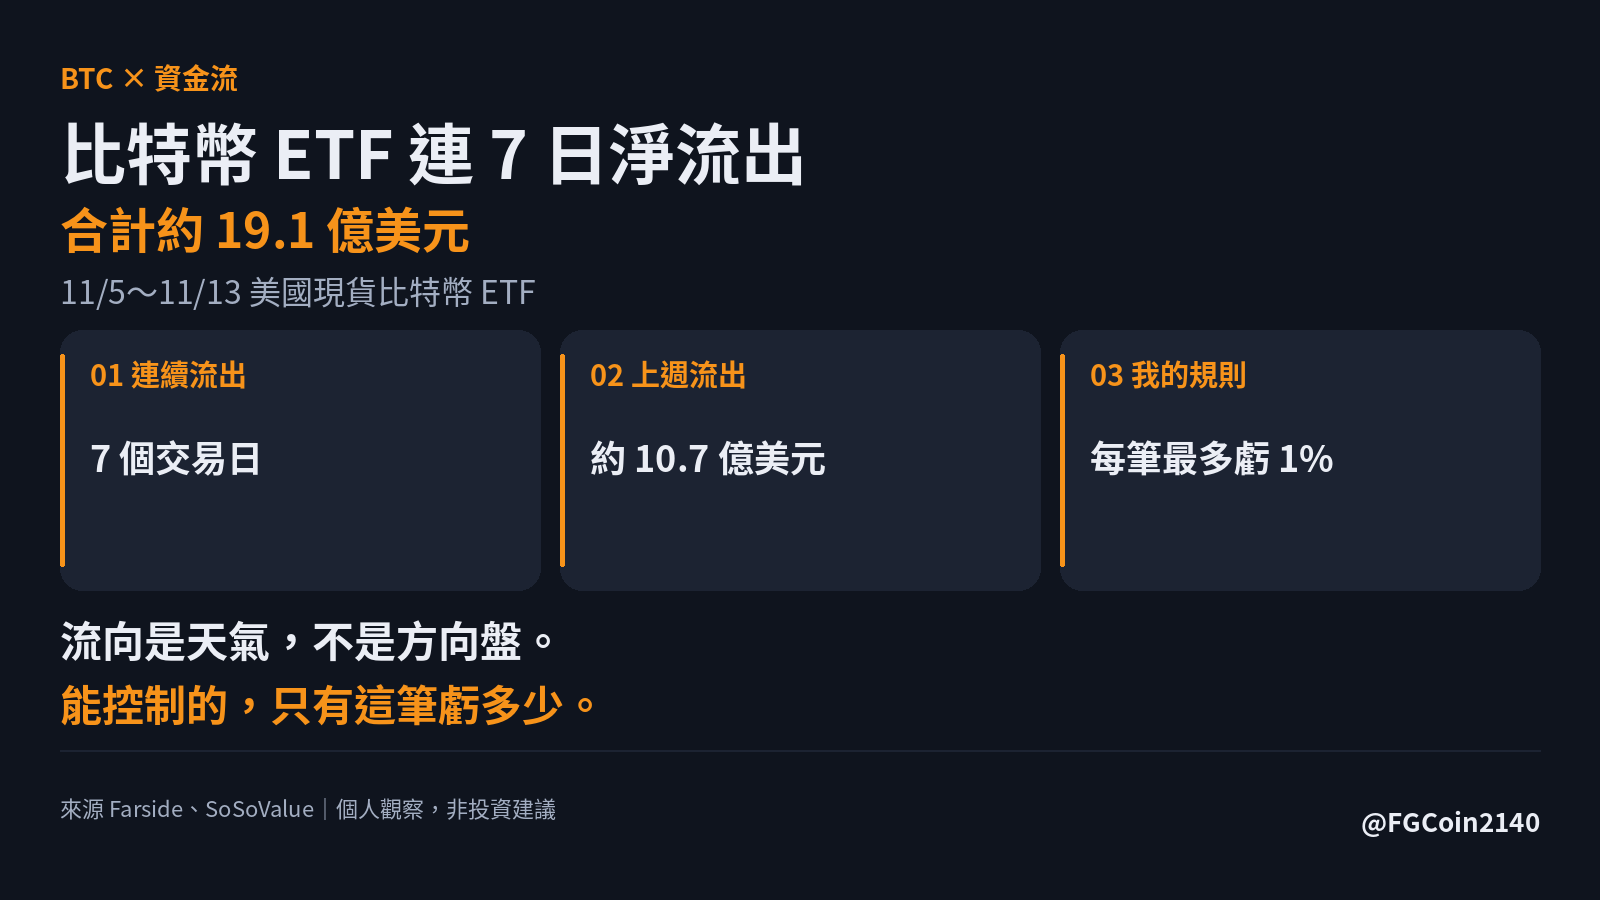 BTC × 資金流
比特幣 ETF 連 7 日淨流出
合計約 19.1 億美元
11/5～11/13 美國現貨比特幣 ETF
01 連續流出
7 個交易日
02 上週流出
約 10.7 億美元
03 我的規則
每筆最多虧 1%
流向是天氣，不是方向盤。
能控制的，只有這筆虧多少。
來源 Farside、SoSoValue｜個人觀察，非投資建議
@FGCoin2140